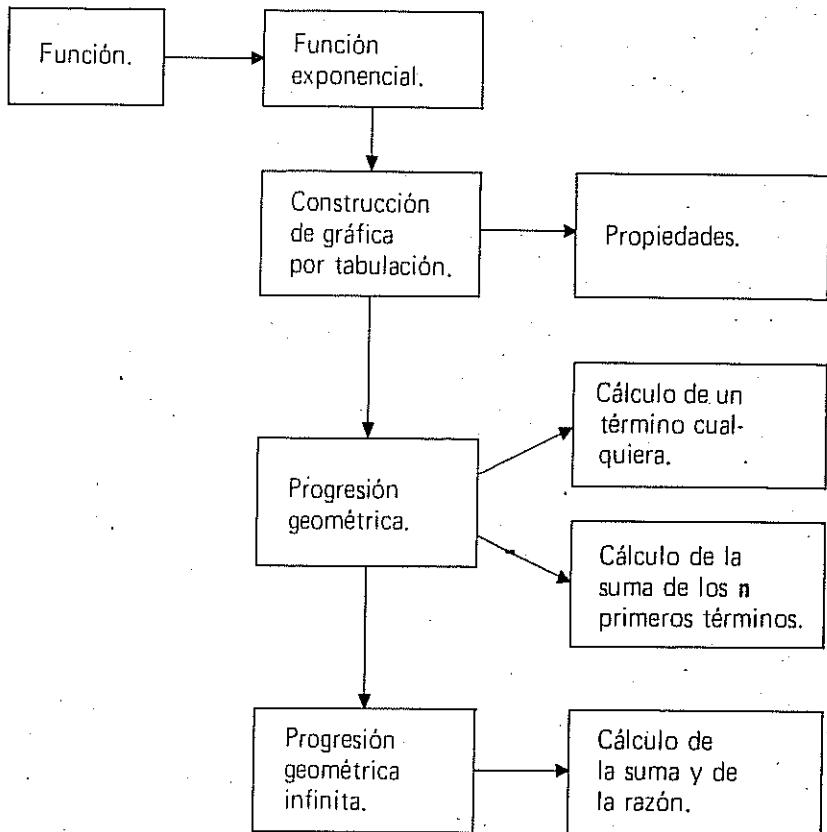 Función.
Función
exponencial.
Construcción
de gráfica
por tabulación.
Propiedades.
Cálculo de un
término cual-
quiera.
Progresión
geométrica.
Cálculo de la
suma de los n
primeros términos.
Progresión
geométrica
infinita.
Cálculo de
la suma y de
la razón.